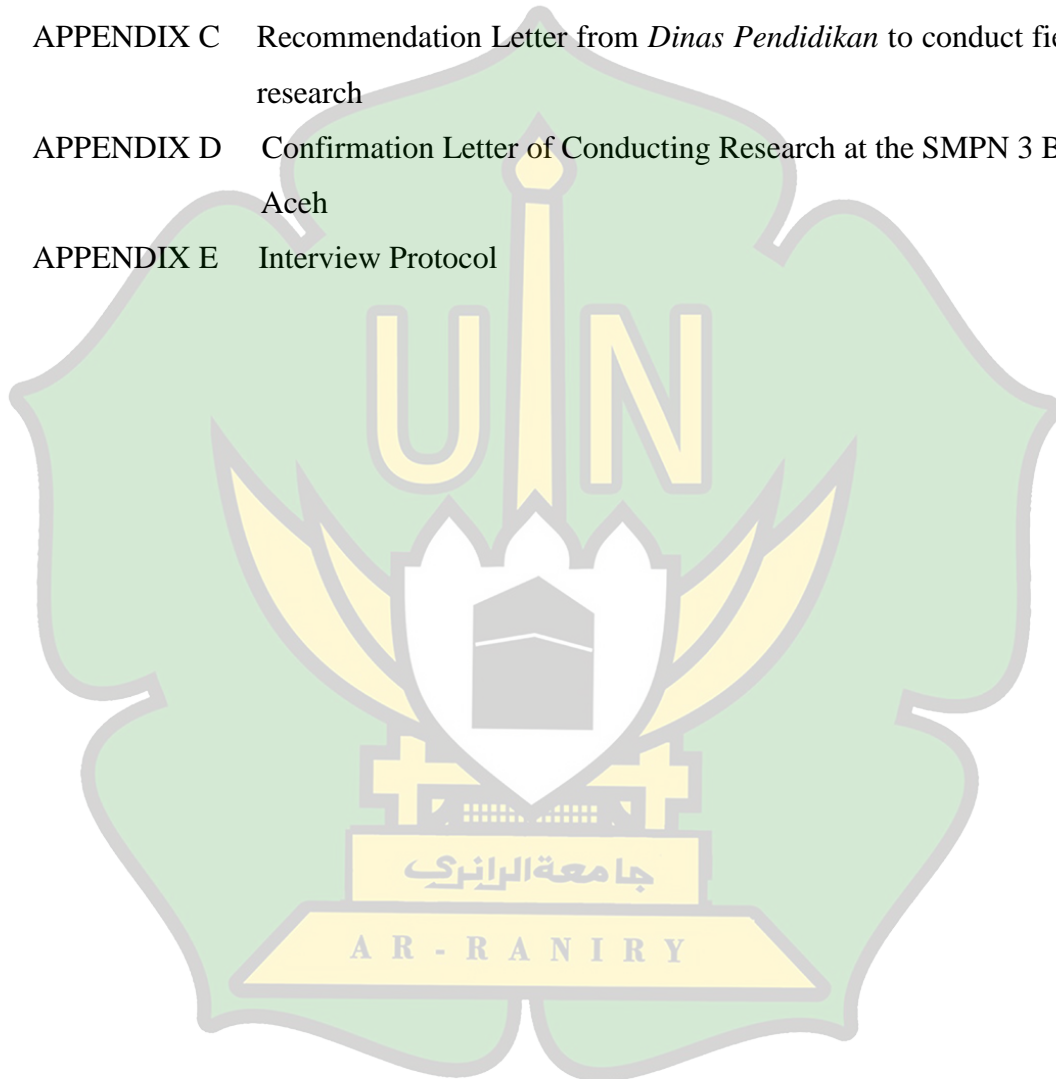 APPENDIX C Recommendation Letter from Dinas Pendidikan to conduct fie
research
APPENDIX D Confirmation Letter of Conducting Research at the SMPN 3 B
Aceh
APPENDIX E Interview Protocol
UIN
جامعة الرانري
AR-RANIRY